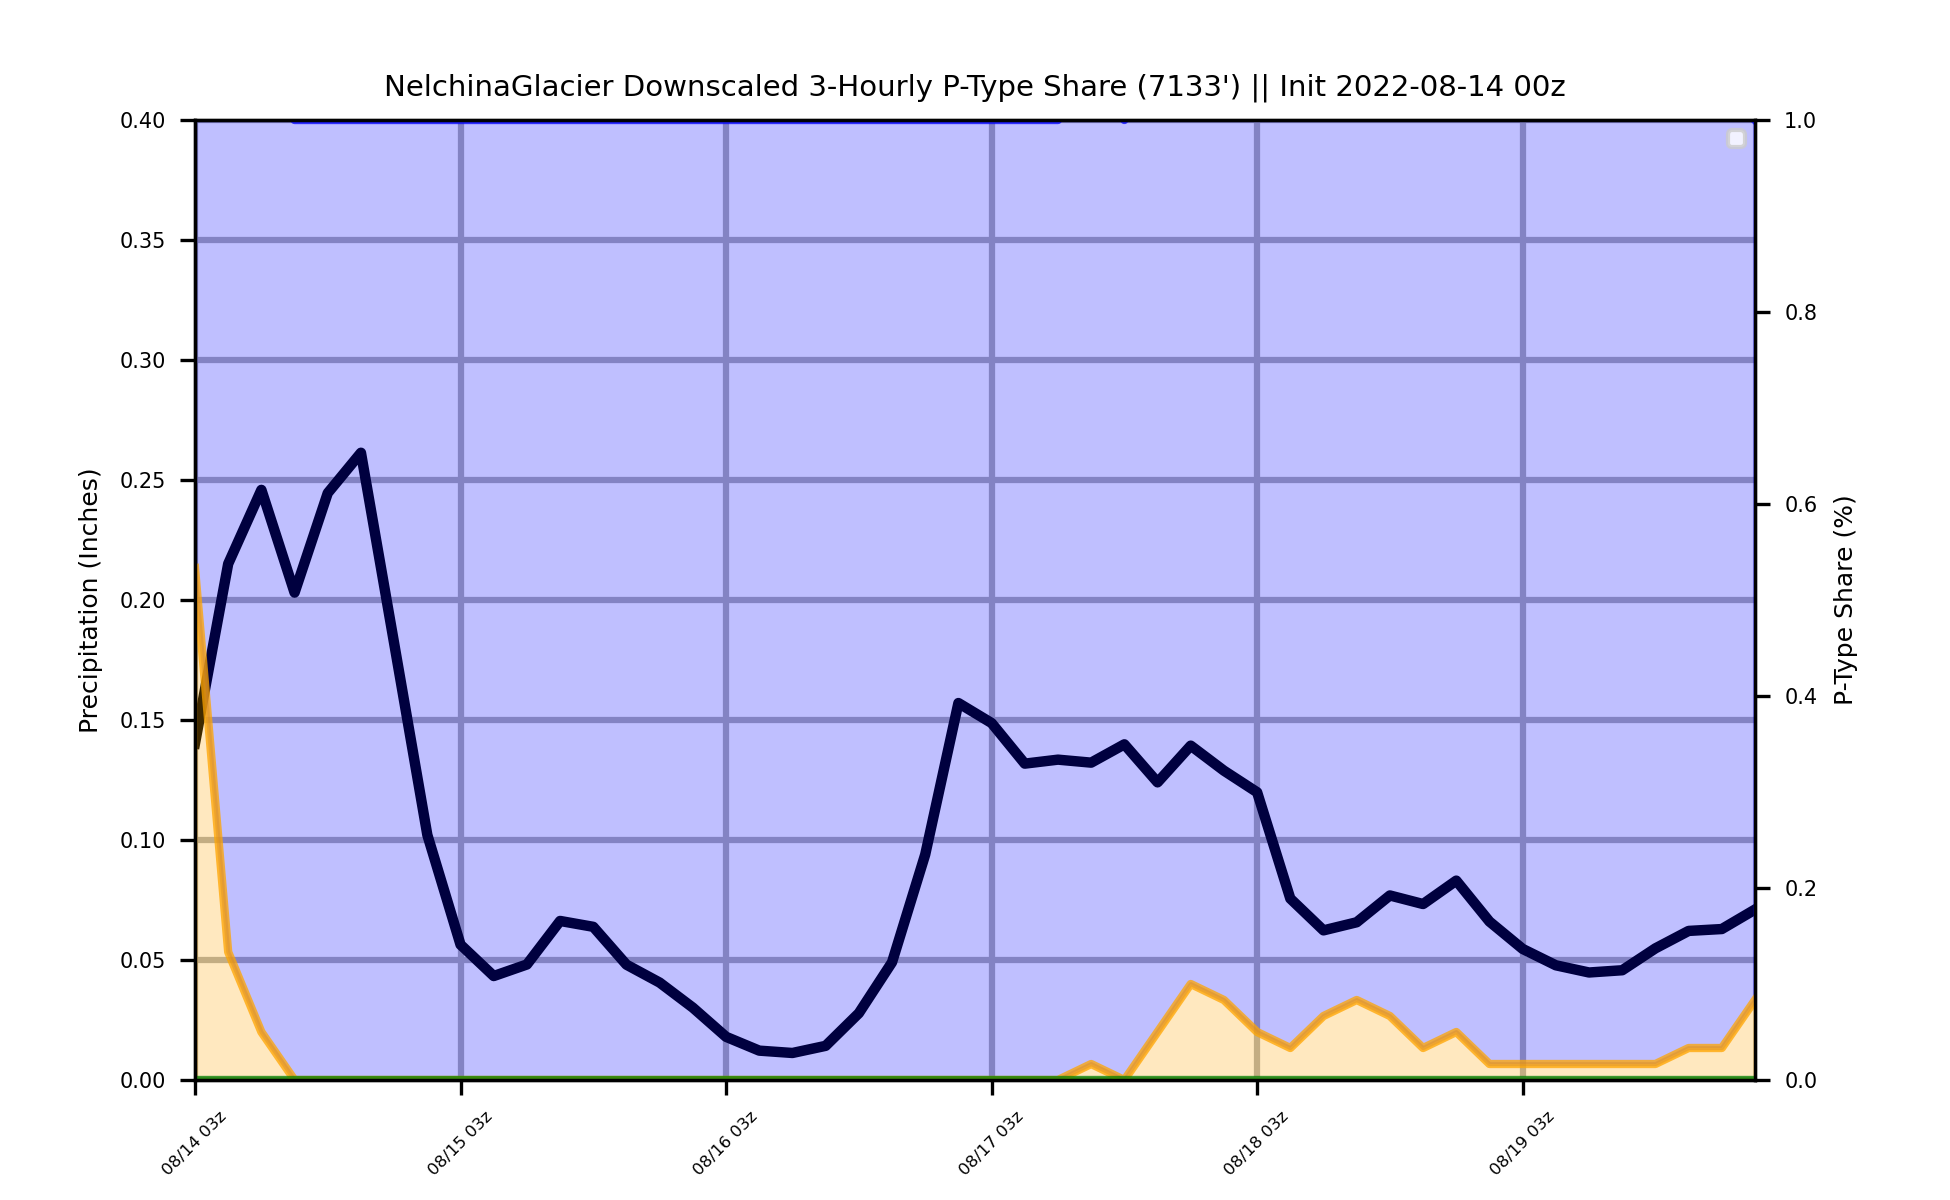 NelchinaGlacier Downscaled 3-Hourly P-Type Share (7133') || Init 2022-08-14 00z
Precipitation (Inches)
0.40
0.35
0.30
0.25
0.20
0.15
0.10
0.05
0.00
1.0
0.8
0.6
0.4
0.2
0.0
P-Type Share (%)
08/14 03z
08/15 03z
08/16 03z
08/17 03z
08/18 03z
08/19 03z